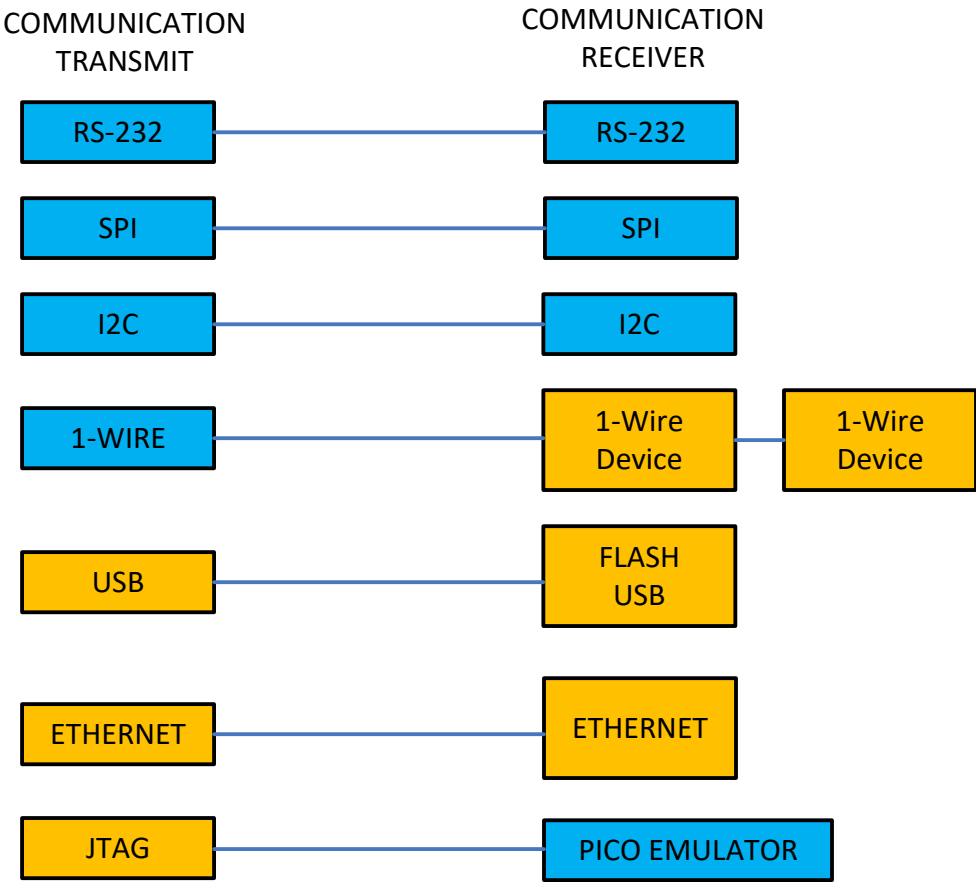 COMMUNICATION
TRANSMIT
COMMUNICATION
RECEIVER
RS-232
RS-232
SPI
SPI
I2C
I2C
1-WIRE
1-Wire
Device
1-Wire
Device
USB
FLASH
USB
ETHERNET
ETHERNET
JTAG
PICO EMULATOR